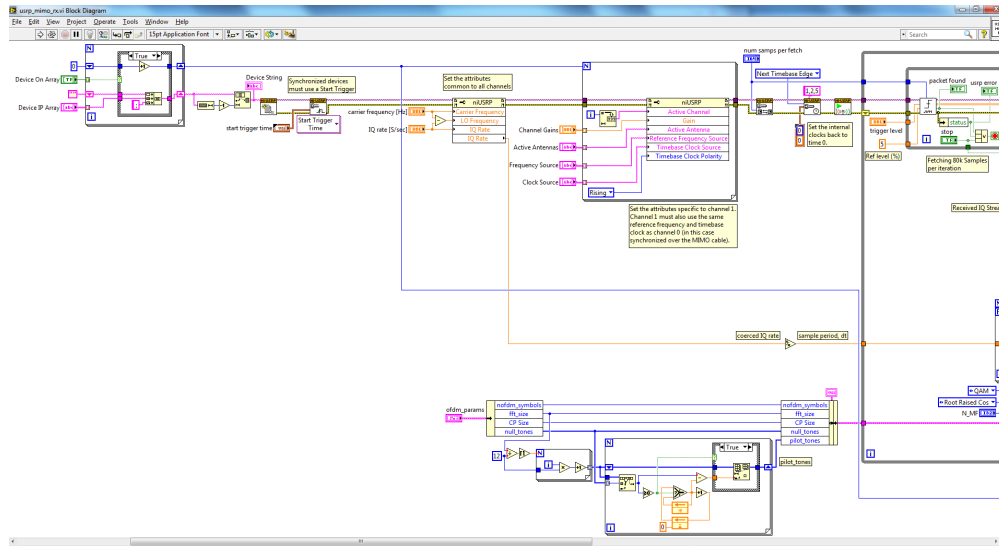 usrp_mimo_rx.vi Block Diagram
File Edit View Project Operate Tools Window Help
15pt Application Font
Search
N
True
0
Device On Array
Device IP Array
i
Device String
Synchronized devices
must use a Start Trigger
start trigger time
Start Trigger
Time
Set the attributes
common to all channels
carrier frequency [Hz]
IQ rate [S/sec]
niUSRP
Carrier Frequency
LO Frequency
IQ Rate
IQ Rate
N
i
Channel Gains
Active Antennas
Frequency Source
Clock Source
Rising
niUSRP
Active Channel
Gain
Active Antenna
Reference Frequency Source
Timebase Clock Source
Timebase Clock Polarity
Set the attributes specific to channel 1.
Channel 1 must also use the same
reference frequency and timebase
clock as channel 0 (in this case
synchronized over the MIMO cable).
num samps per fetch
Next Timebase Edge
1,2,5
0
0
Set the internal
clocks back to
time 0.
packet found
usrp error
trigger level
status
stop
5
Ref level (%)
i
Fetching 80k Samples
per iteration
Received IQ Strea
coerced IQ rate
sample period, dt
QAM
Root Raised Cos
N_MF
i
ofdm_params
nofdm_symbols
fft_size
CP Size
null_tones
nofdm_symbols
fft_size
CP Size
null_tones
pilot_tones
12
N
i
N
True
pilot_tones
0
i